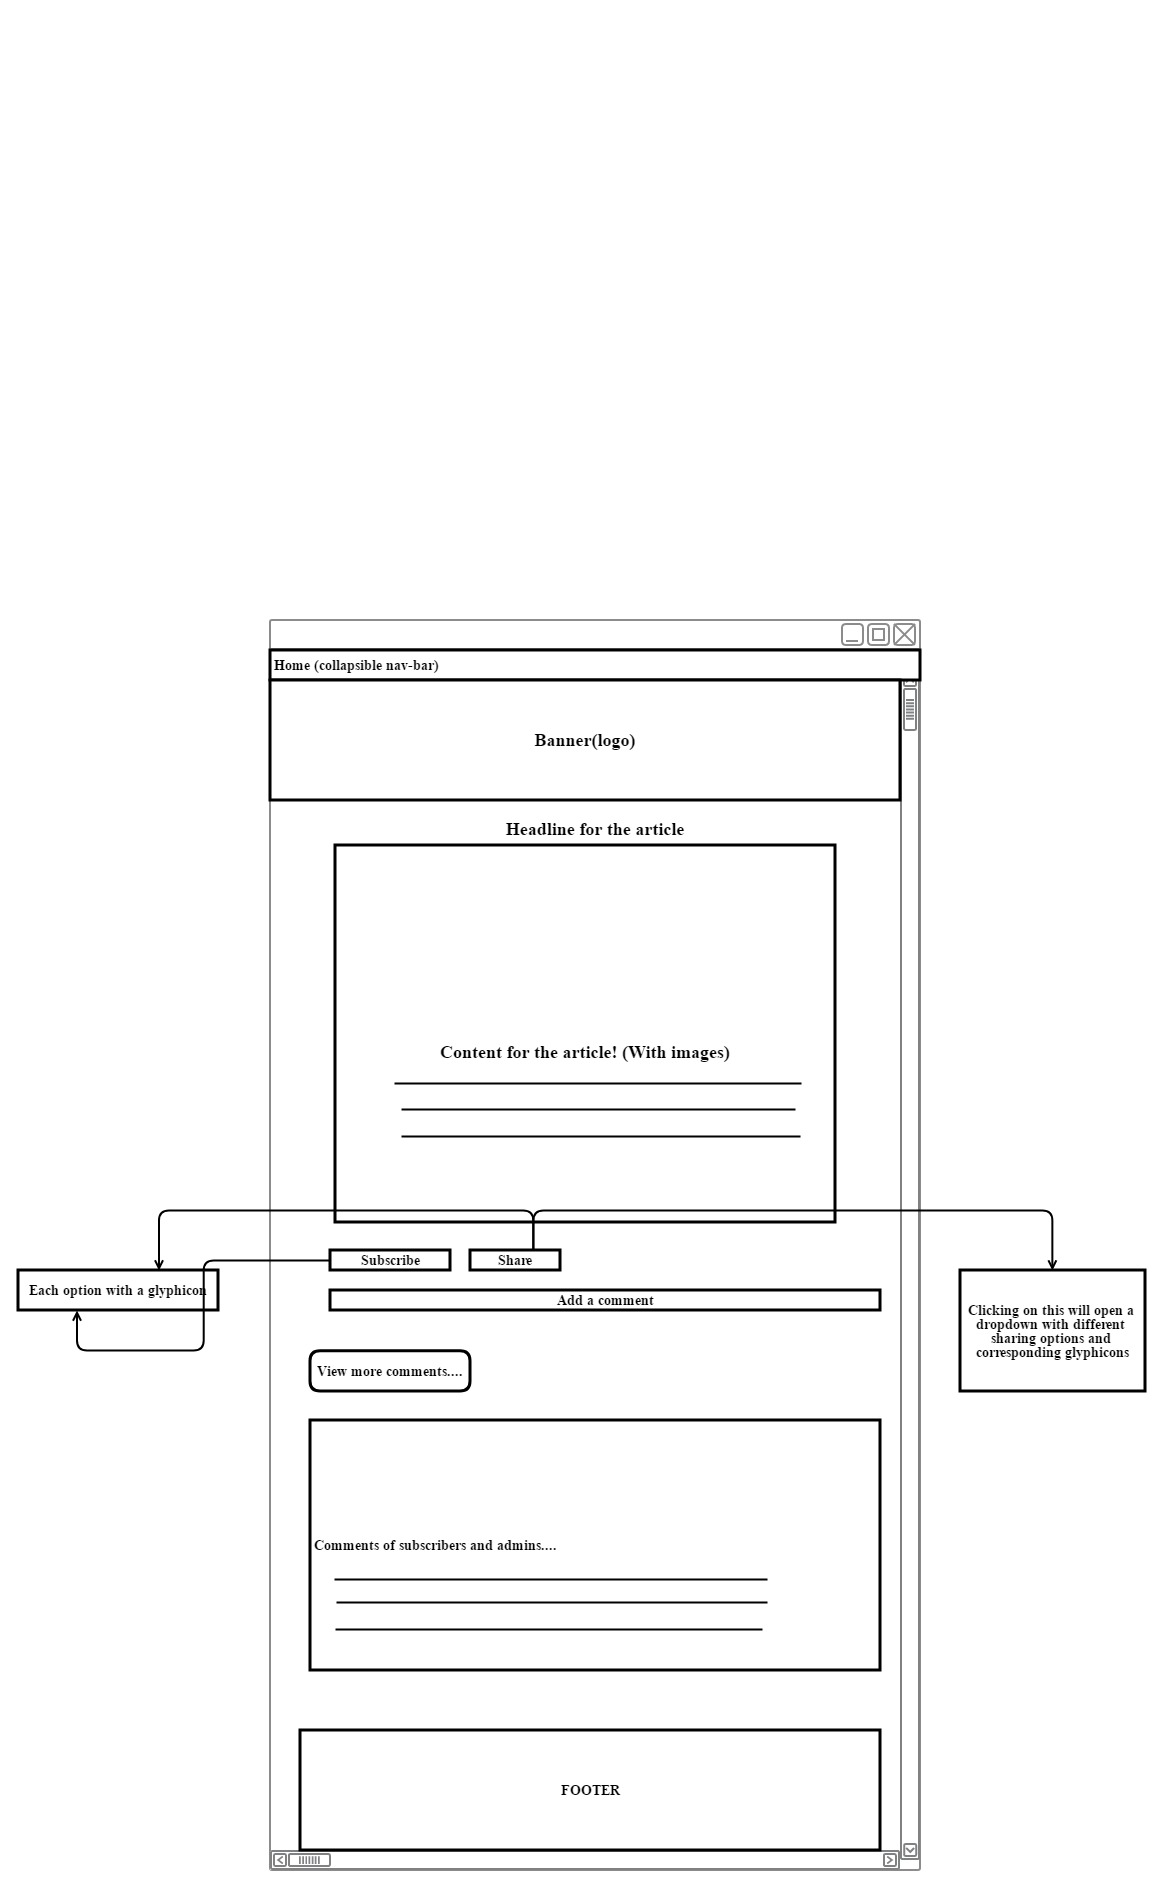 Home (collapsible nav-bar)
Banner(logo)
Headline for the article
Content for the article! (With images)
Subscribe
Share
Each option with a glyphicon
Add a comment
Clicking on this will open a
dropdown with different
sharing options and
corresponding glyphicons
View more comments....
Comments of subscribers and admins....
FOOTER